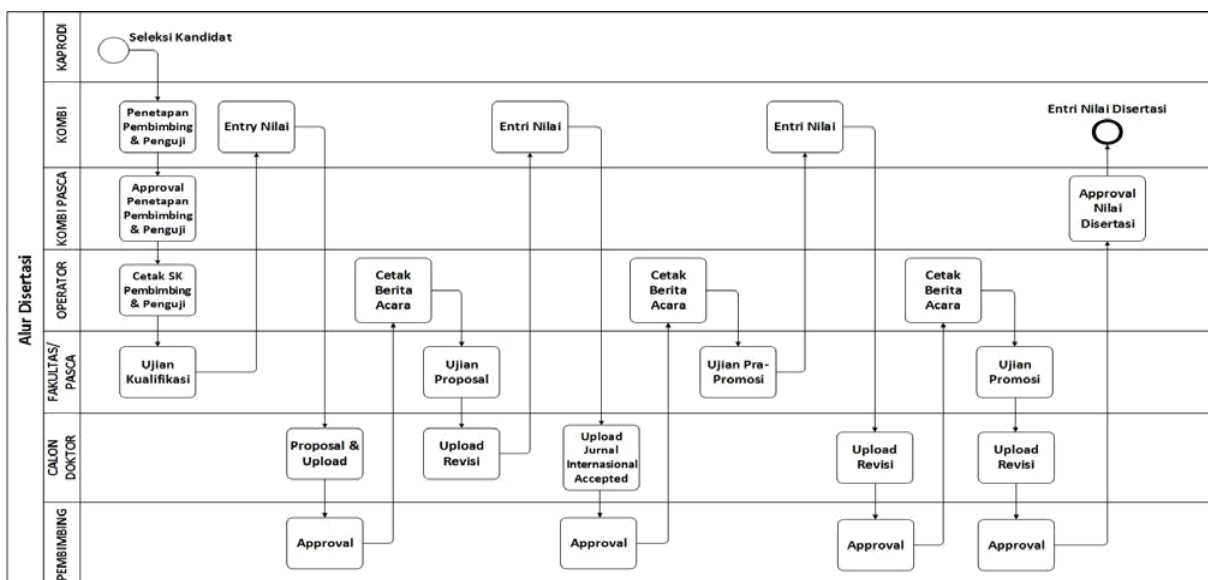 Alur Disertasi
KAPRODI
Seleksi Kandidat
KOMBI
Penetapan
Pembimbing
& Penguji
Entry Nilai
Entri Nilai
Entri Nilai
Entri Nilai Disertasi
KOMBI PASCA
Approval
Penetapan
Pembimbing
& Penguji
Approval
Nilai
Disertasi
OPERATOR
Cetak SK
Pembimbing
& Penguji
Cetak
Berita
Acara
Cetak
Berita
Acara
Cetak
Berita
Acara
FAKULTAS/
PASCA
Ujian
Kualifikasi
Ujian
Proposal
Ujian Pra-
Promosi
Ujian
Promosi
CALON
DOKTOR
Proposal &
Upload
Upload
Revisi
Upload
Jurnal
Internasional
Accepted
Upload
Revisi
Upload
Revisi
PEMBIMBING
Approval
Approval
Approval
Approval